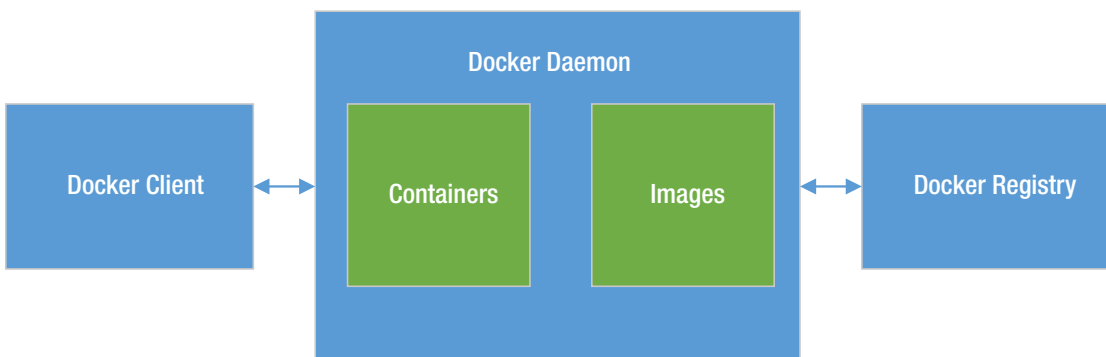 Docker Daemon
Docker Client
Containers
Images
Docker Registry